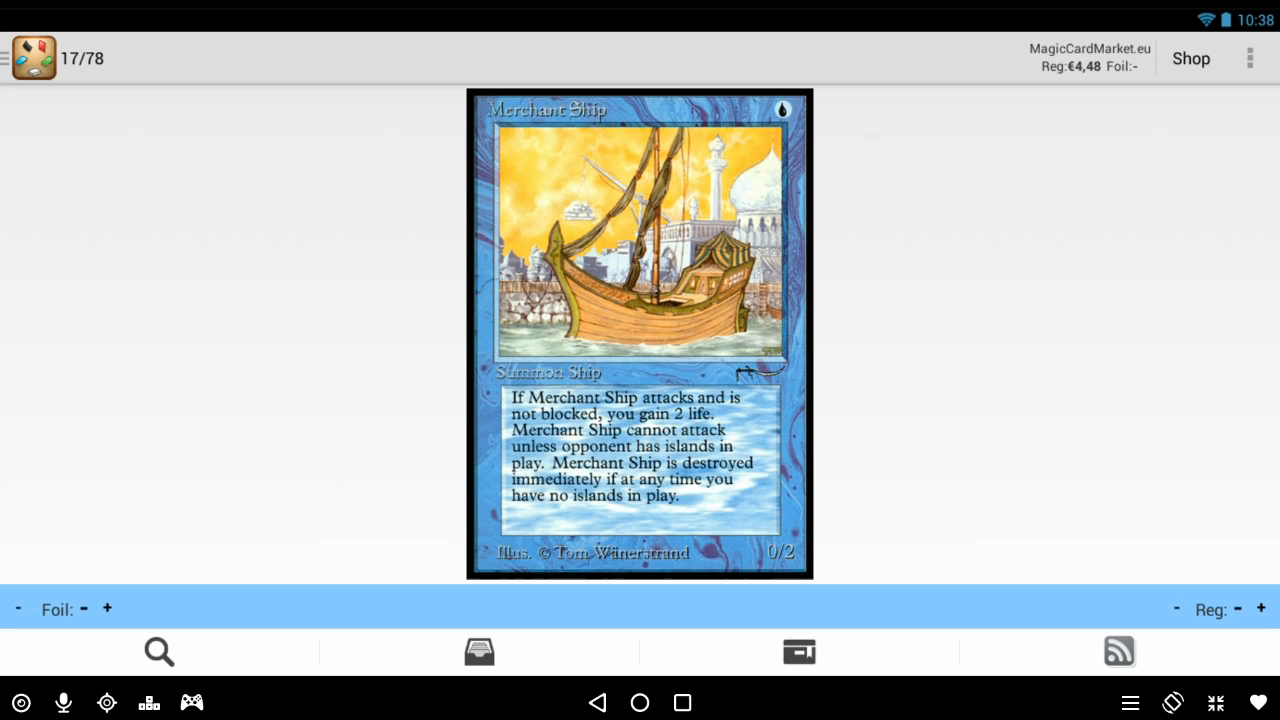 10:38
17/78
MagicCardMarket.eu
Reg:€4,48 Foil:-
Shop
Merchant Ship
Summon Ship
If Merchant Ship attacks and is
not blocked, you gain 2 life.
Merchant Ship cannot attack
unless opponent has islands in
play. Merchant Ship is destroyed
immediately if at any time you
have no islands in play.
Illus. © Tom Wänerstrand
0/2
- Foil: - +
- Reg: - +